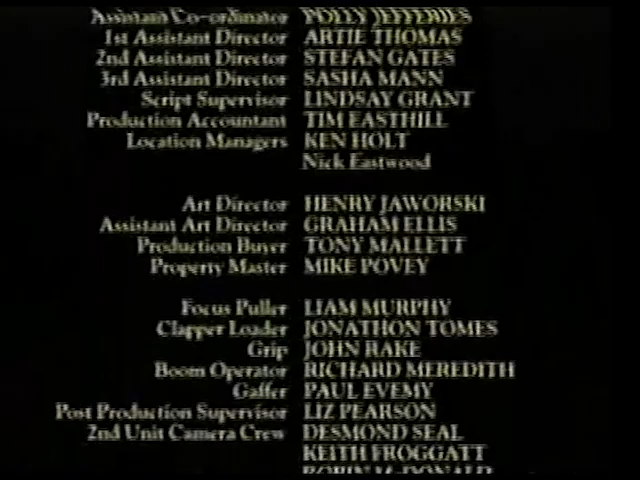 Assistant Co-ordinator POLLY JEFFERIES
1st Assistant Director ARTIE THOMAS
2nd Assistant Director STEFAN GATES
3rd Assistant Director SASHA MANN
Script Supervisor LINDSAY GRANT
Production Accountant TIM EASTHILL
Location Managers KEN HOLT
Nick Eastwood
Art Director HENRY JAWORSKI
Assistant Art Director GRAHAM ELLIS
Production Buyer TONY MALLETT
Property Master MIKE POVEY
Focus Puller LIAM MURPHY
Clapper Loader JONATHON TOMES
Grip JOHN RAKE
Boom Operator RICHARD MEREDITH
Gaffer PAUL EVEMY
Post Production Supervisor LIZ PEARSON
2nd Unit Camera Crew DESMOND SEAL
KEITH FROGGATT
ROBIN McDONALD